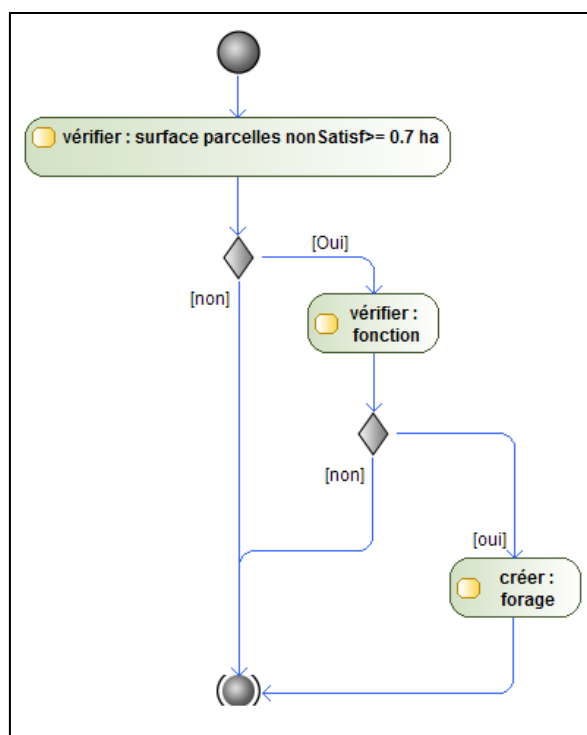 vérifier : surface parcelles nonSatisf>= 0.7 ha
[Oui]
[non]
vérifier :
fonction
[non]
[oui]
créer :
forage